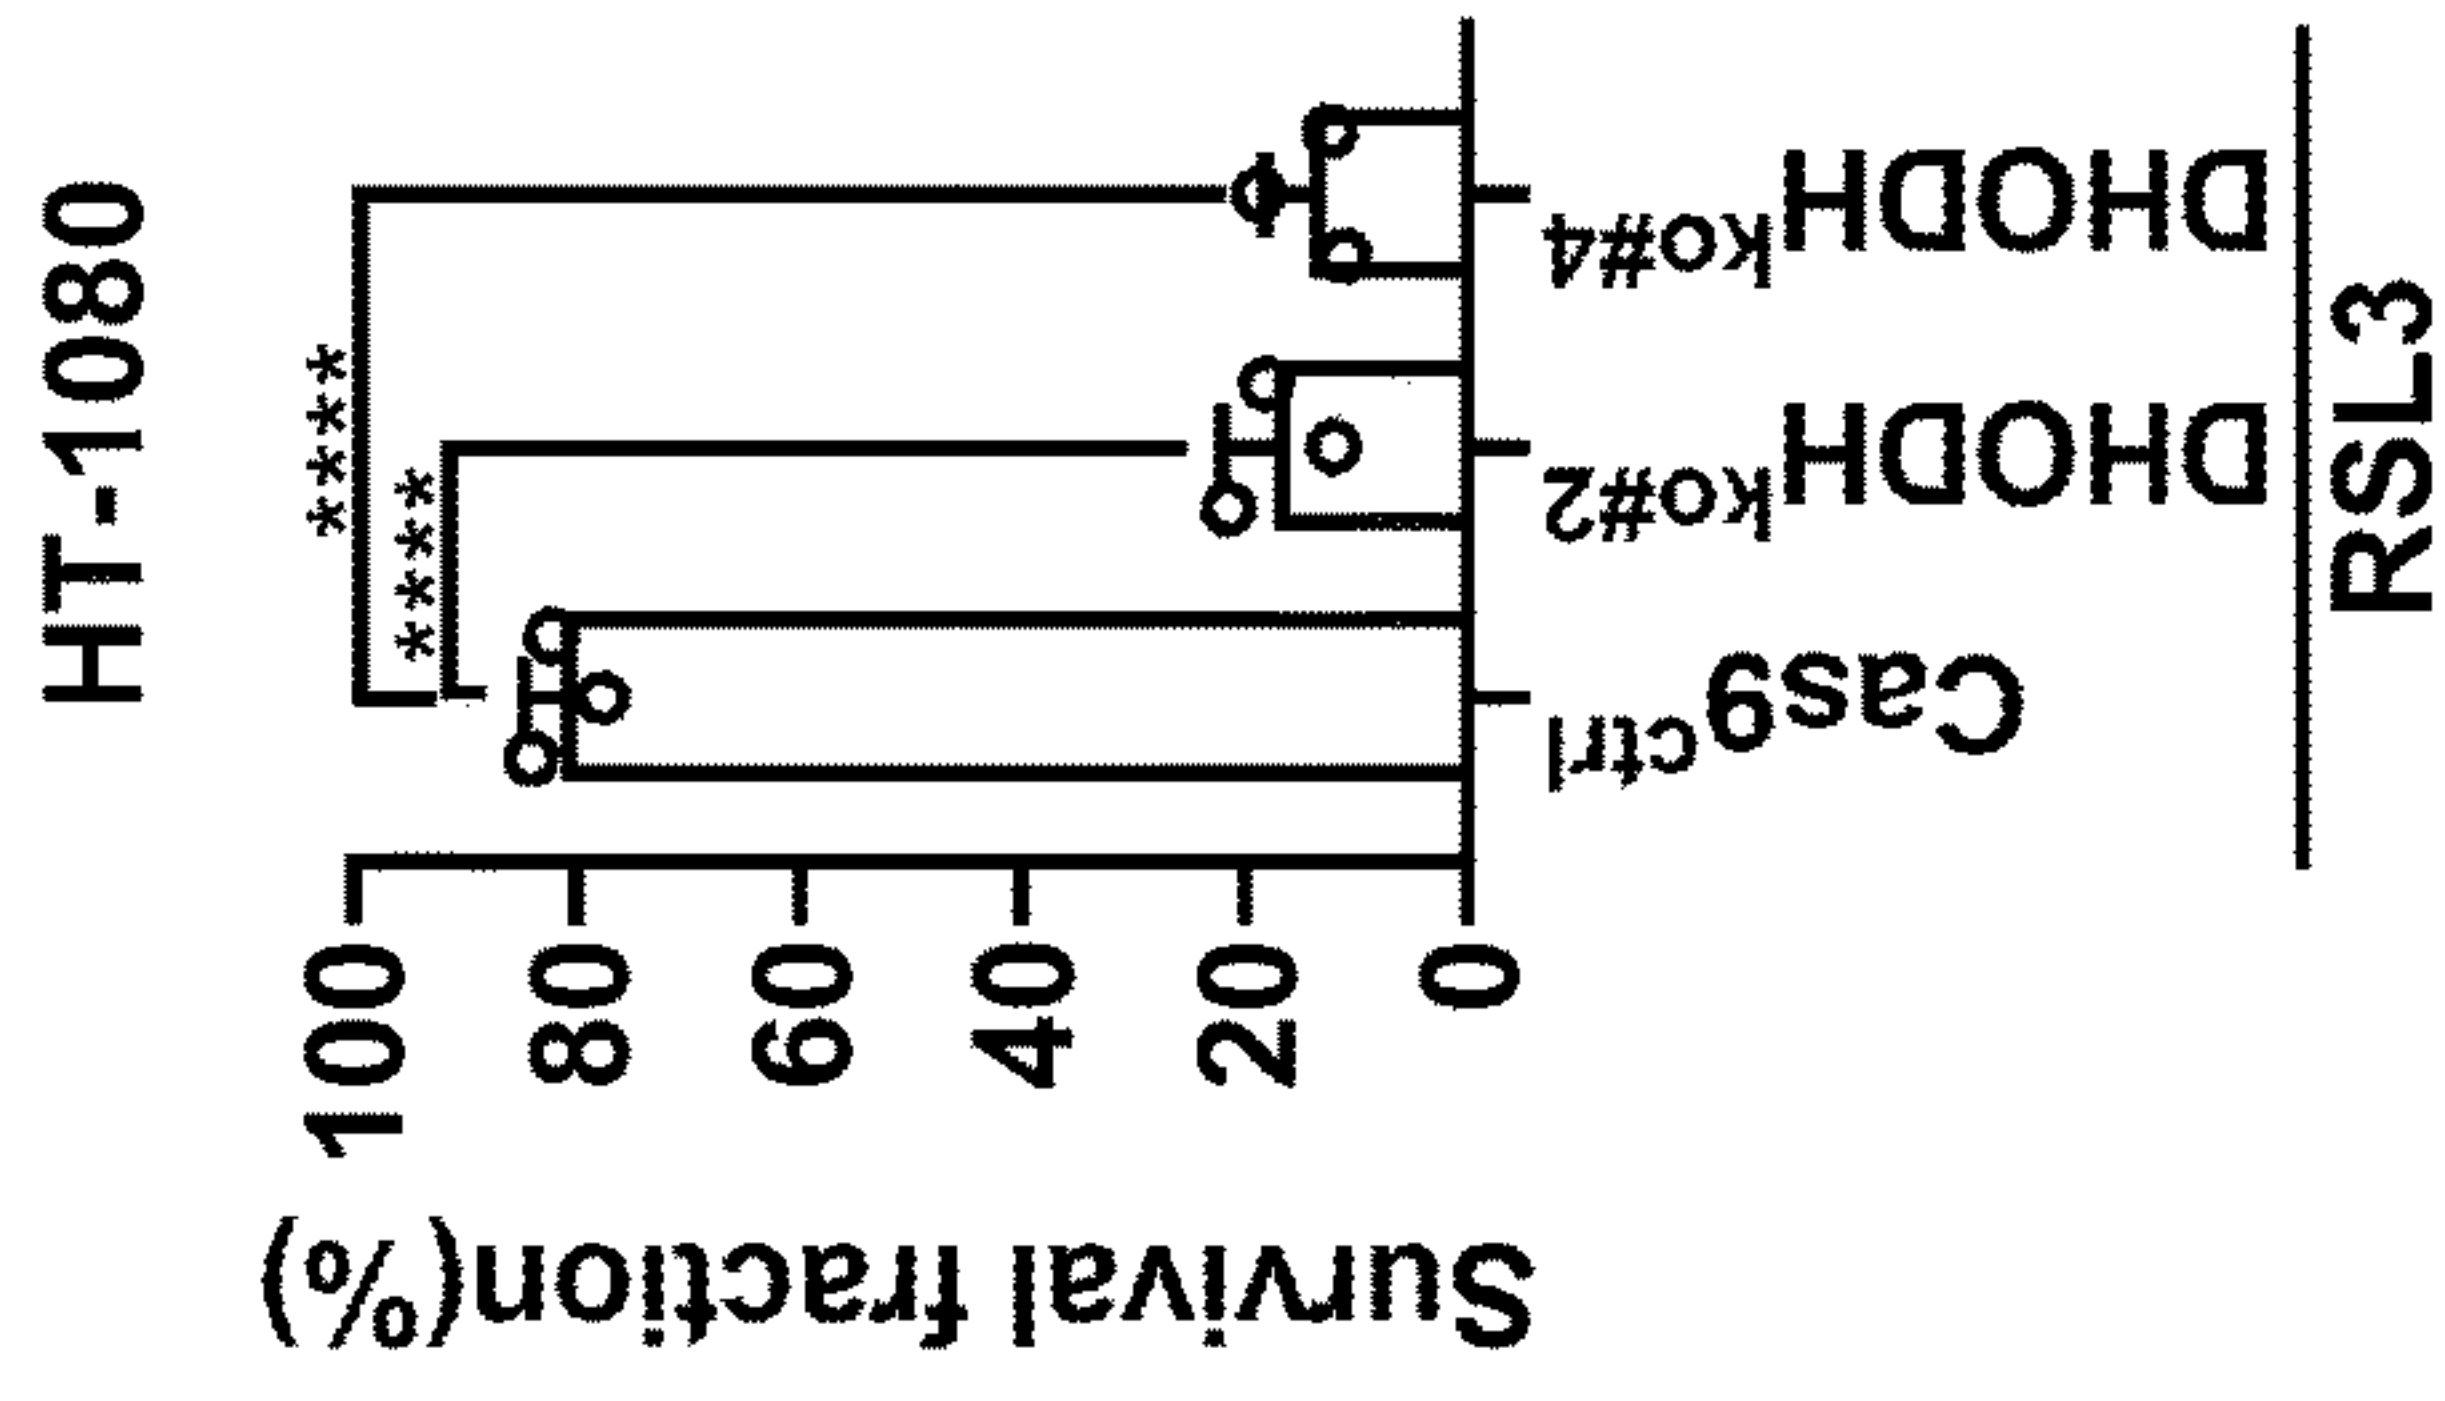 HT-1080
****
****
Survival fraction(%)
100
80
60
40
20
0
Cas9ctrl
DHODHko#2
DHODHko#4
RSL3